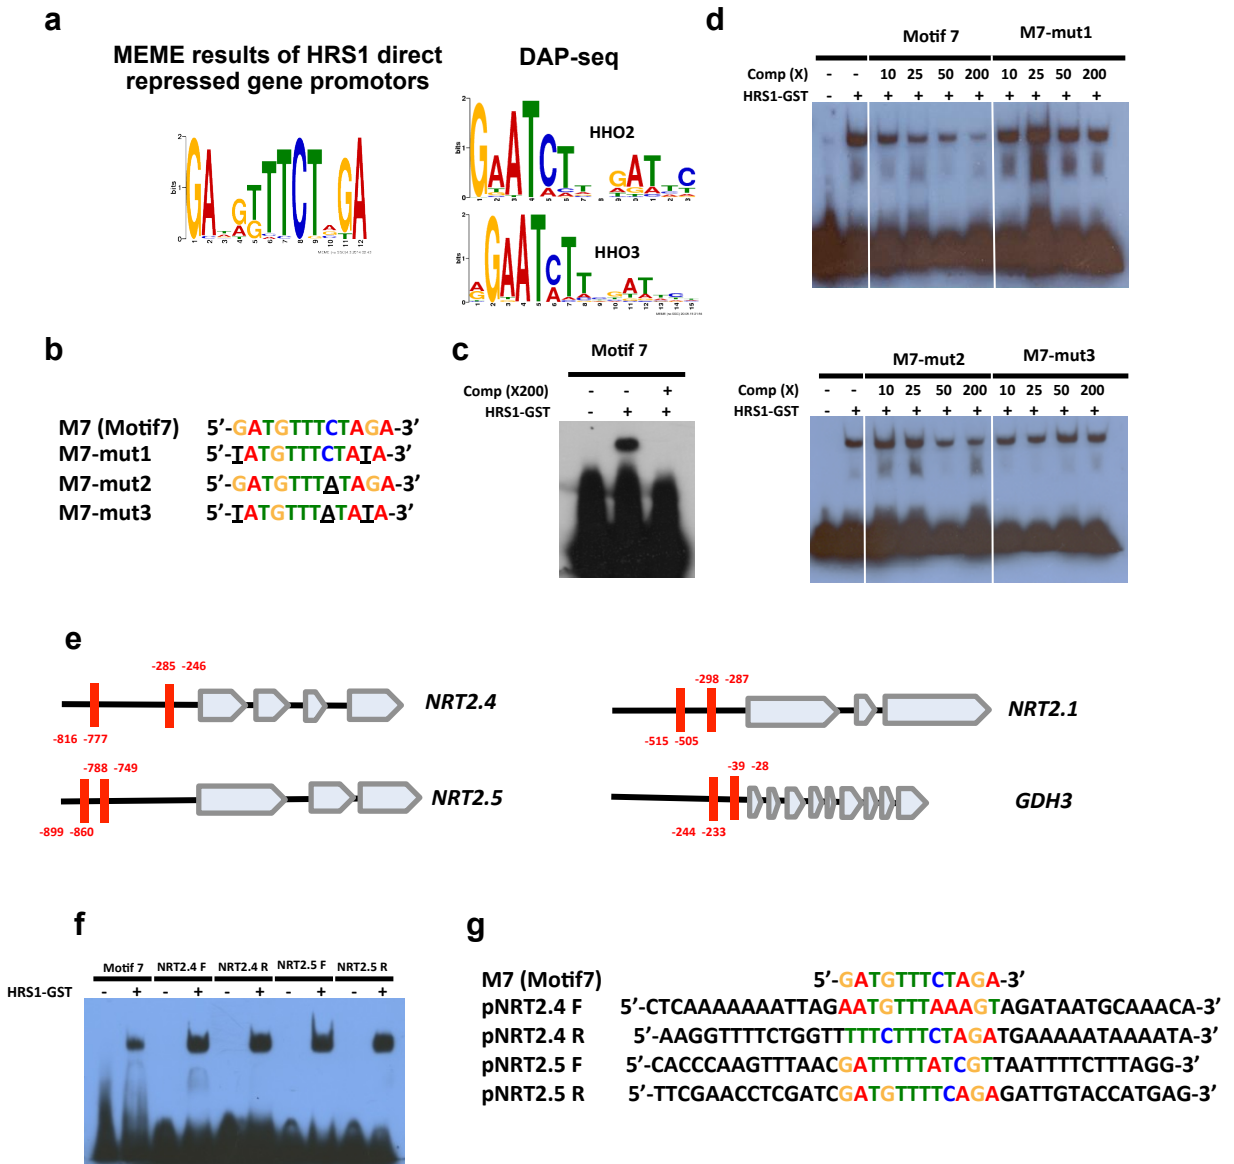 a
MEME results of HRS1 direct
repressed gene promotors
DAP-seq
HHO2
HHO3
bits
2
1
0
b
M7 (Motif7) 5’-GATGTTTCTAGA-3’
M7-mut1 5’-TATGTTTCTATA-3’
M7-mut2 5’-GATGTTTATAGA-3’
M7-mut3 5’-TATGTTTATATA-3’
c
Motif 7
Comp (X200) - - +
HRS1-GST - + +
d
Motif 7 M7-mut1
Comp (X) - - 10 25 50 200 10 25 50 200
HRS1-GST - + + + + + + + + +
M7-mut2 M7-mut3
Comp (X) - - 10 25 50 200 10 25 50 200
HRS1-GST - + + + + + + + + +
e
-285 -246
NRT2.4
-816 -777
-788 -749
NRT2.5
-899 -860
-298 -287
NRT2.1
-515 -505
-39 -28
GDH3
-244 -233
f
Motif 7 NRT2.4 F NRT2.4 R NRT2.5 F NRT2.5 R
HRS1-GST - + - + - + - + - +
g
M7 (Motif7) 5’-GATGTTTCTAGA-3’
pNRT2.4 F 5’-CTCAAAAAAATTAGAATGTTTAAAGTAGATAATGCAAACA-3’
pNRT2.4 R 5’-AAGGTTTTCTGGTTTTTCTTTCTAGATGAAAAATAAAATA-3’
pNRT2.5 F 5’-CACCCAAGTTTAACGATTTTTATCGTTAATTTTCTTTAGG-3’
pNRT2.5 R 5’-TTCGAACCTCGATCGATGTTTTCAGAGATTGTACCATGAG-3’